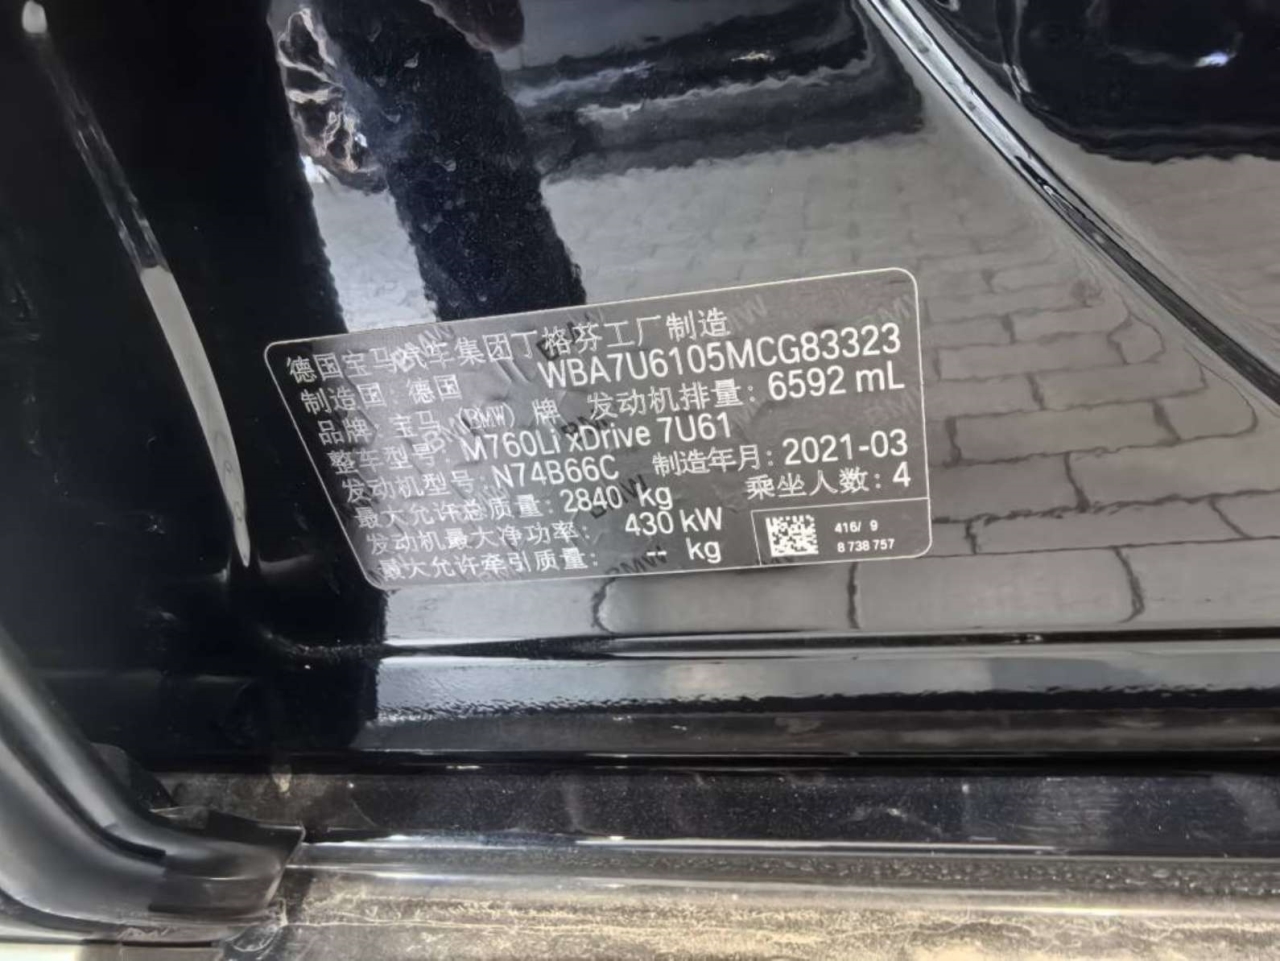 德国宝马汽车集团丁格芬工厂制造
制造国: 德国 WBA7U6105MCG83323
品牌: 宝马 (BMW) 牌 发动机排量: 6592 mL
整车型号: M760Li xDrive 7U61
发动机型号: N74B66C 制造年月: 2021-03
最大允许总质量: 2840 kg 乘坐人数: 4
发动机最大净功率: 430 kW
最大允许牵引质量: -- kg
416/ 9
8 738 757